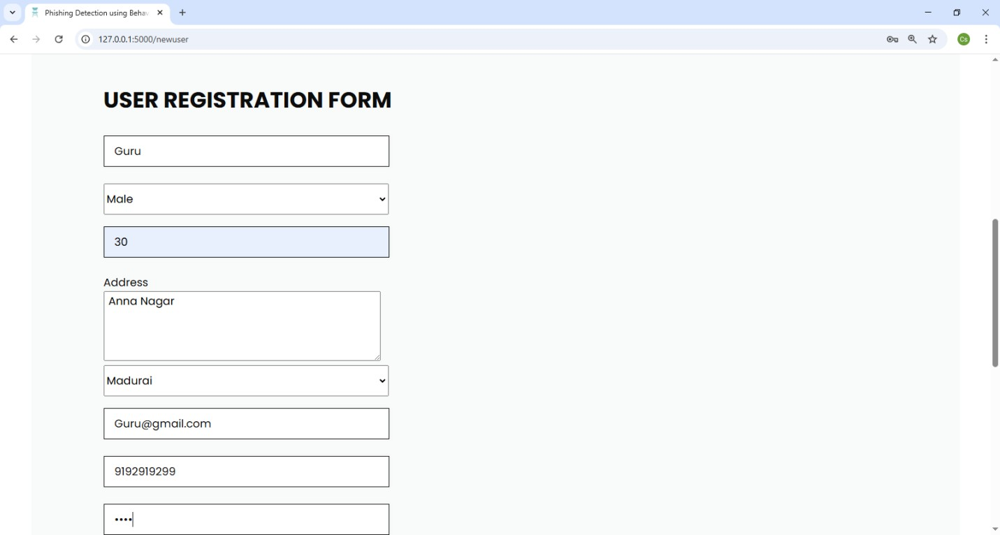 Phishing Detection using Behav
127.0.0.1:5000/newuser
Cs
USER REGISTRATION FORM
Guru
Male
30
Address
Anna Nagar
Madurai
Guru@gmail.com
9192919299
••••